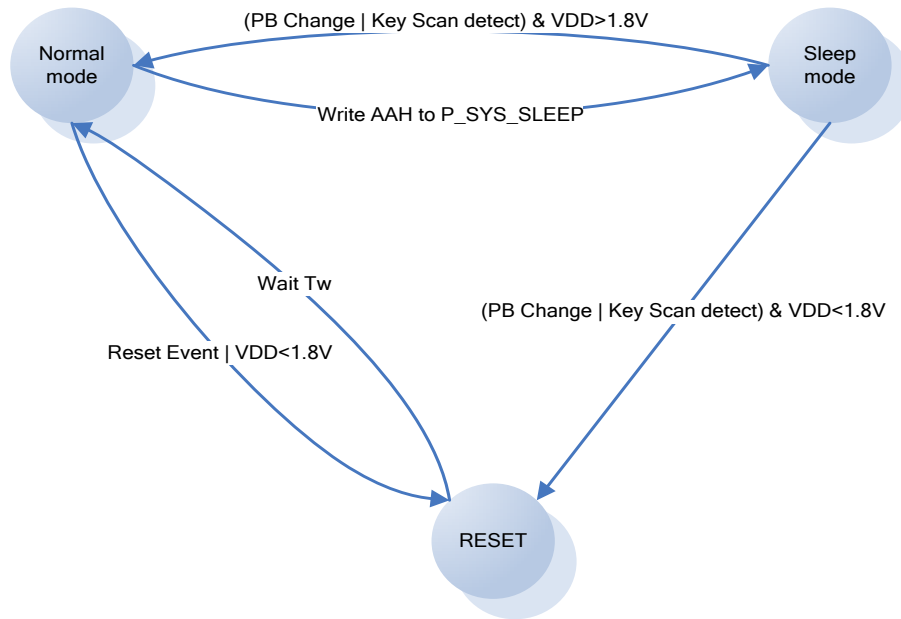 (PB Change | Key Scan detect) & VDD>1.8V
Normal
mode
Sleep
mode
Write AAH to P_SYS_SLEEP
Wait Tw
(PB Change | Key Scan detect) & VDD<1.8V
Reset Event | VDD<1.8V
RESET